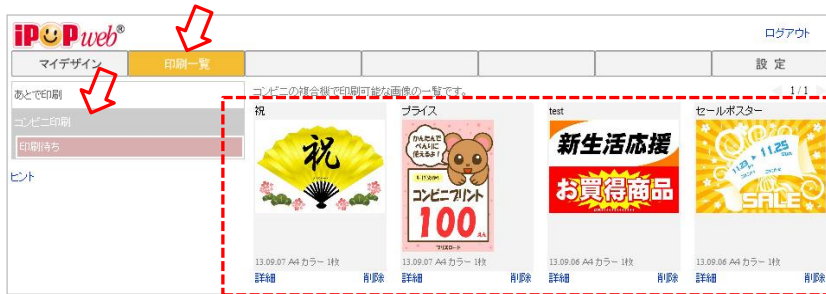 iPOP web®
ログアウト
マイデザイン
印刷一覧
設 定
あとで印刷
コンビニの複合機で印刷可能な画像の一覧です。
1/1
コンビニ印刷
印刷待ち
ヒント
祝
プライス
test
セールポスター
祝
かんたんで
べんりに
使えるよ!
コンビニプリント
100
新生活応援
お買得商品
11.23
11.25
SALE
13.09.07 A4 カラー 1枚
13.09.07 A4 カラー 1枚
13.09.06 A4 カラー 1枚
13.09.06 A4 カラー 1枚
詳細
削除
詳細
削除
詳細
削除
詳細
削除